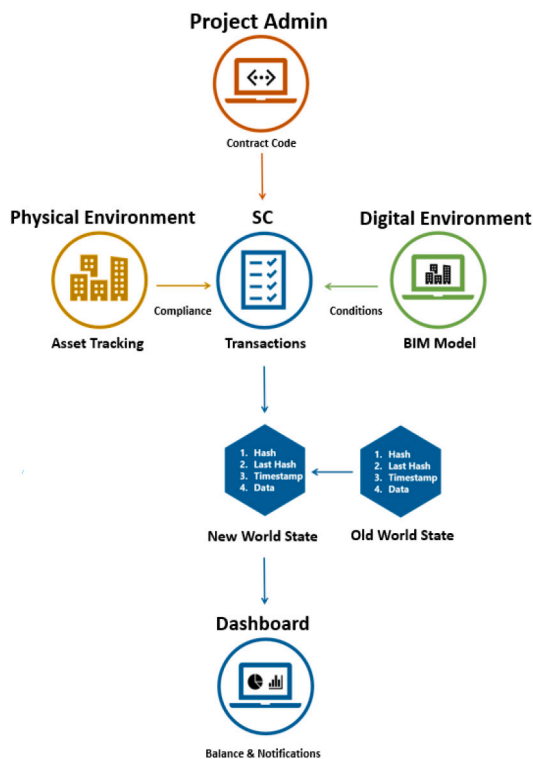 Project Admin
Contract Code
Physical Environment
SC
Digital Environment
Compliance
Conditions
Asset Tracking
Transactions
BIM Model
1. Hash
2. Last Hash
3. Timestamp
4. Data
1. Hash
2. Last Hash
3. Timestamp
4. Data
New World State
Old World State
Dashboard
Balance & Notifications